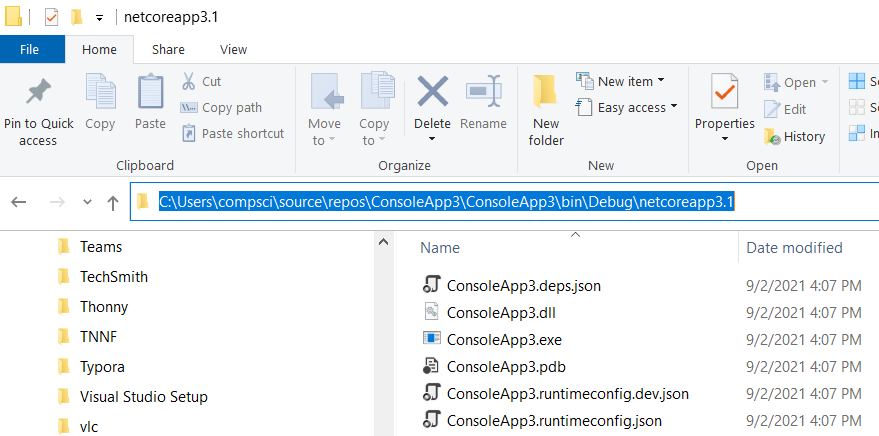 netcoreapp3.1
File Home Share View
Pin to Quick access
Copy
Paste
Cut
Copy path
Paste shortcut
Clipboard
Move to
Copy to
Delete
Rename
Organize
New folder
New item
Easy access
New
Properties
Open
Edit
History
Open
C:\Users\compsci\source\repos\ConsoleApp3\ConsoleApp3\bin\Debug\netcoreapp3.1
Teams
TechSmith
Thonny
TNNF
Typora
Visual Studio Setup
vlc
Name Date modified
ConsoleApp3.deps.json 9/2/2021 4:07 PM
ConsoleApp3.dll 9/2/2021 4:07 PM
ConsoleApp3.exe 9/2/2021 4:07 PM
ConsoleApp3.pdb 9/2/2021 4:07 PM
ConsoleApp3.runtimeconfig.dev.json 9/2/2021 4:07 PM
ConsoleApp3.runtimeconfig.json 9/2/2021 4:07 PM